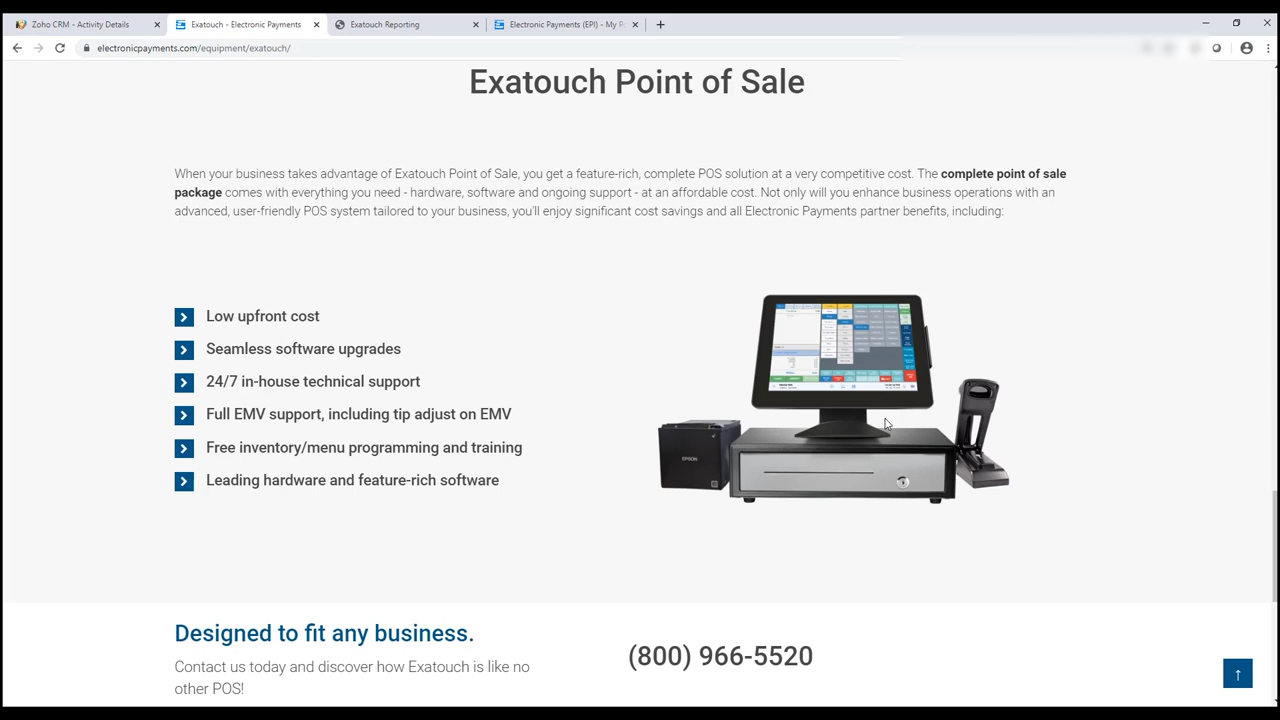 Zoho CRM - Activity Details
Exatouch - Electronic Payments
Exatouch Reporting
Electronic Payments (EPI) - My Po
electronicpayments.com/equipment/exatouch/
Exatouch Point of Sale
When your business takes advantage of Exatouch Point of Sale, you get a feature-rich, complete POS solution at a very competitive cost. The complete point of sale
package comes with everything you need - hardware, software and ongoing support - at an affordable cost. Not only will you enhance business operations with an
advanced, user-friendly POS system tailored to your business, you'll enjoy significant cost savings and all Electronic Payments partner benefits, including:
Low upfront cost
Seamless software upgrades
24/7 in-house technical support
Full EMV support, including tip adjust on EMV
Free inventory/menu programming and training
Leading hardware and feature-rich software
EPSON
Designed to fit any business.
Contact us today and discover how Exatouch is like no
other POS!
(800) 966-5520